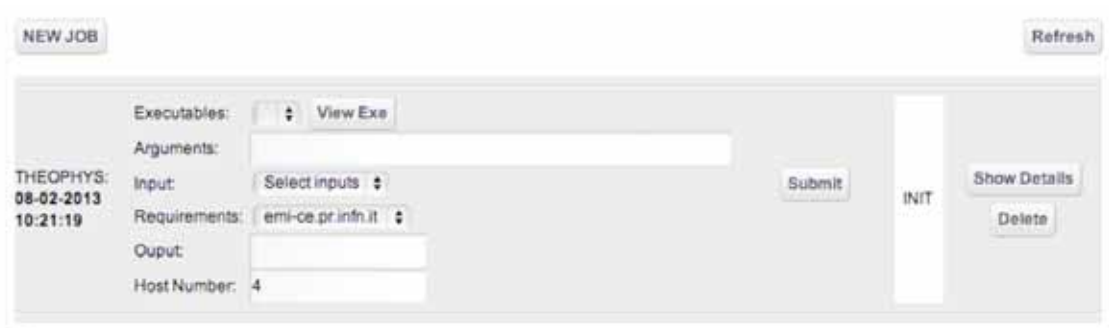 NEW JOB
Refresh
Executables: View Exe
Arguments:
THEOPHYS:
08-02-2013
10:21:19
Input: Select inputs
Requirements: emi-ce.pr.infn.it
Ouput:
Host Number: 4
Submit
INIT
Show Details
Delete